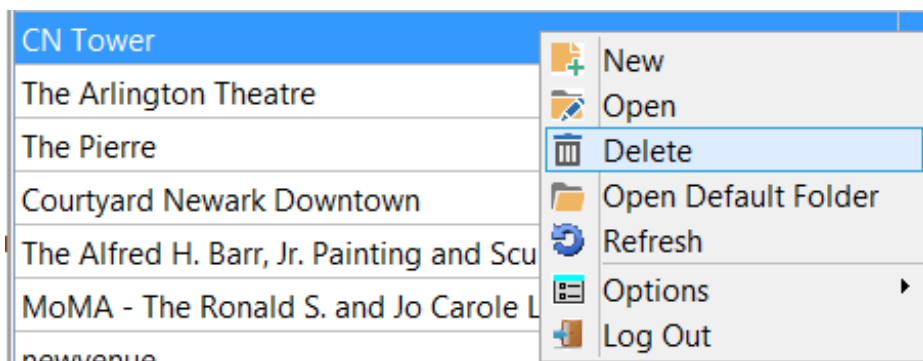 CN Tower
The Arlington Theatre
The Pierre
Courtyard Newark Downtown
The Alfred H. Barr, Jr. Painting and Scu
MoMA - The Ronald S. and Jo Carole L
newvenue
New
Open
Delete
Open Default Folder
Refresh
Options
Log Out